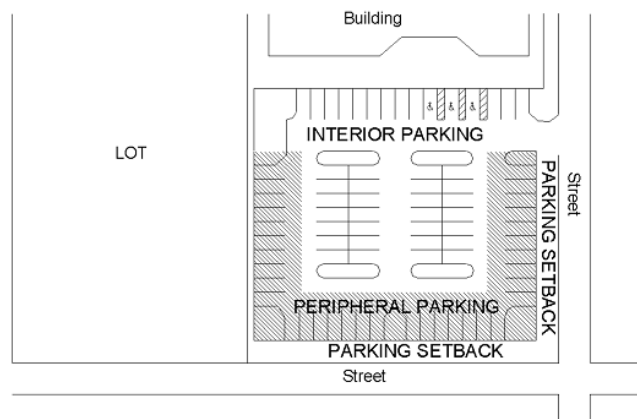 Building
INTERIOR PARKING
LOT
Street
PARKING SETBACK
PERIPHERAL PARKING
PARKING SETBACK
Street